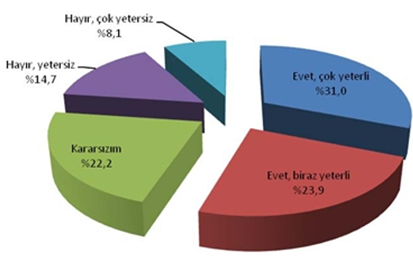 Hayır, çok yetersiz
%8,1
Hayır, yetersiz
%14,7
Evet, çok yeterli
%31,0
Kararsızım
%22,2
Evet, biraz yeterli
%23,9